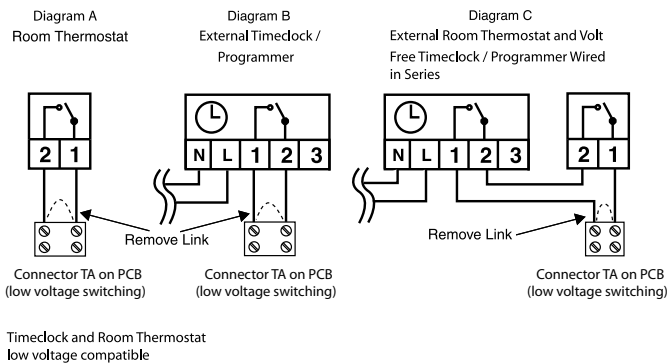 Diagram A
Room Thermostat
2 1
Remove Link
Connector TA on PCB
(low voltage switching)
Diagram B
External Timeclock /
Programmer
N L 1 2 3
Connector TA on PCB
(low voltage switching)
Diagram C
External Room Thermostat and Volt
Free Timeclock / Programmer Wired
in Series
N L 1 2 3
2 1
Remove Link
Connector TA on PCB
(low voltage switching)
Timeclock and Room Thermostat
low voltage compatible